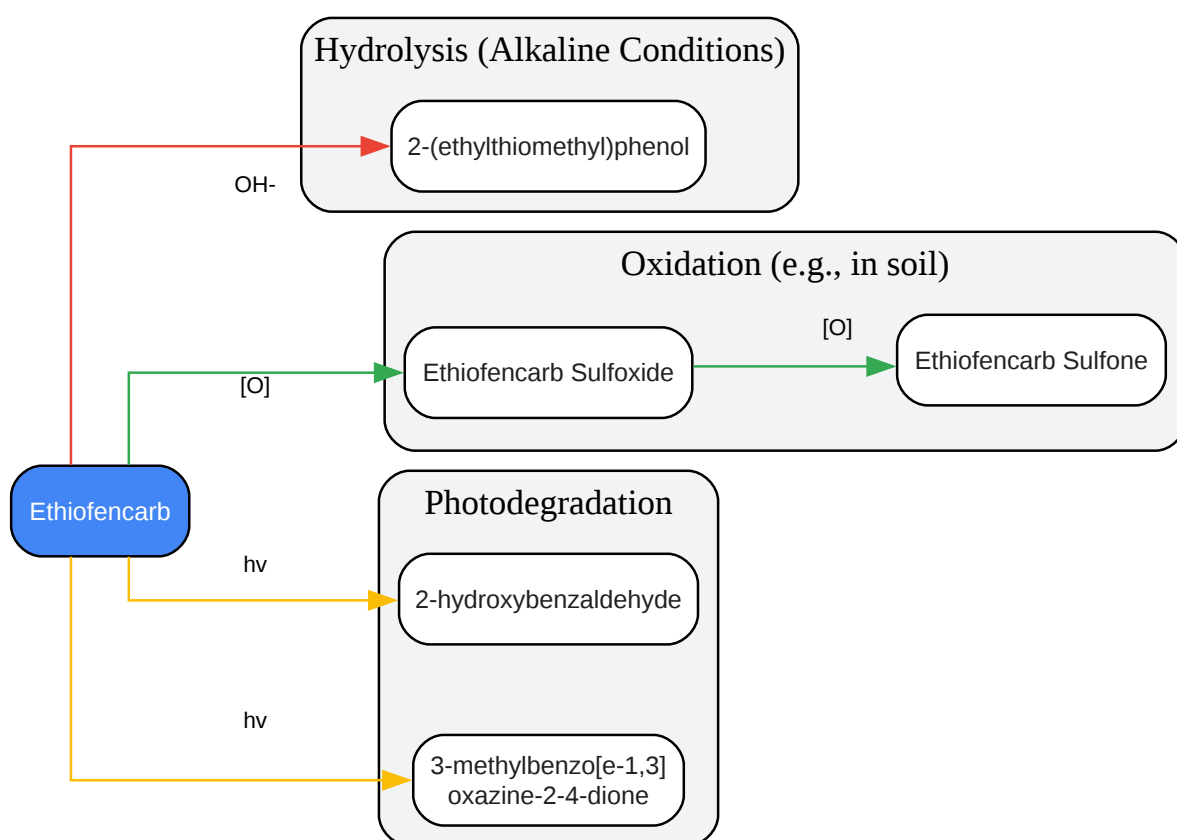 Hydrolysis (Alkaline Conditions)
2-(ethylthiomethyl)phenol
OH-
Oxidation (e.g., in soil)
[O]
Ethiofencarb Sulfoxide
Ethiofencarb Sulfone
[O]
Ethiofencarb
Photodegradation
hv
2-hydroxybenzaldehyde
hv
3-methylbenzo[e-1,3]
oxazine-2-4-dione